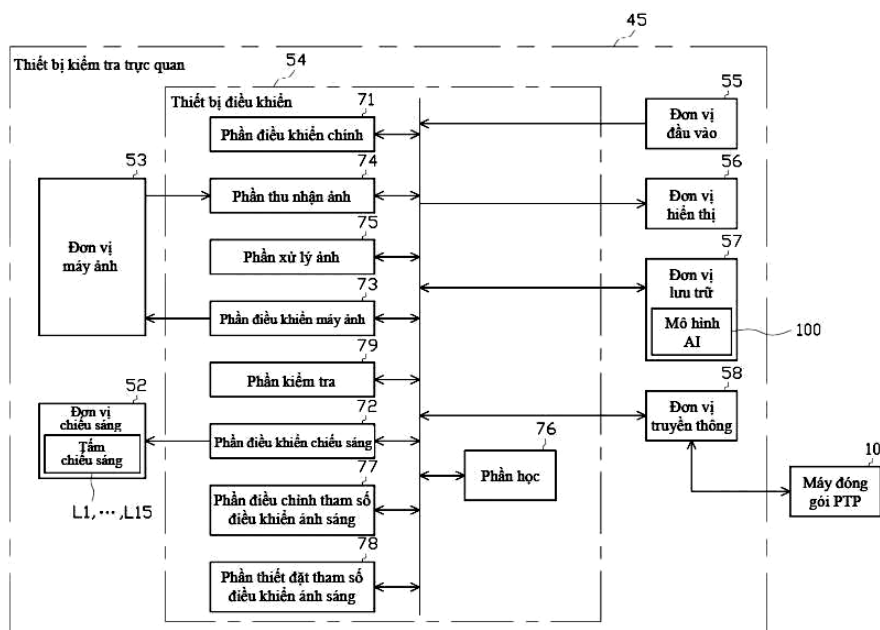 45
Thiết bị kiểm tra trực quan
54
Thiết bị điều khiển
71
Phần điều khiển chính
55
Đơn vị
đầu vào
53
Đơn vị
máy ảnh
74
Phần thu nhận ảnh
56
Đơn vị
hiển thị
75
Phần xử lý ảnh
57
Đơn vị
lưu trữ
Mô hình
AI
100
73
Phần điều khiển máy ảnh
79
Phần kiểm tra
58
Đơn vị
truyền thông
52
Đơn vị
chiếu sáng
Tấm
chiếu sáng
L1, ···, L15
72
Phần điều khiển chiếu sáng
76
Phần học
10
Máy đóng
gói PTP
77
Phần điều chỉnh tham số
điều khiển ánh sáng
78
Phần thiết đặt tham số
điều khiển ánh sáng